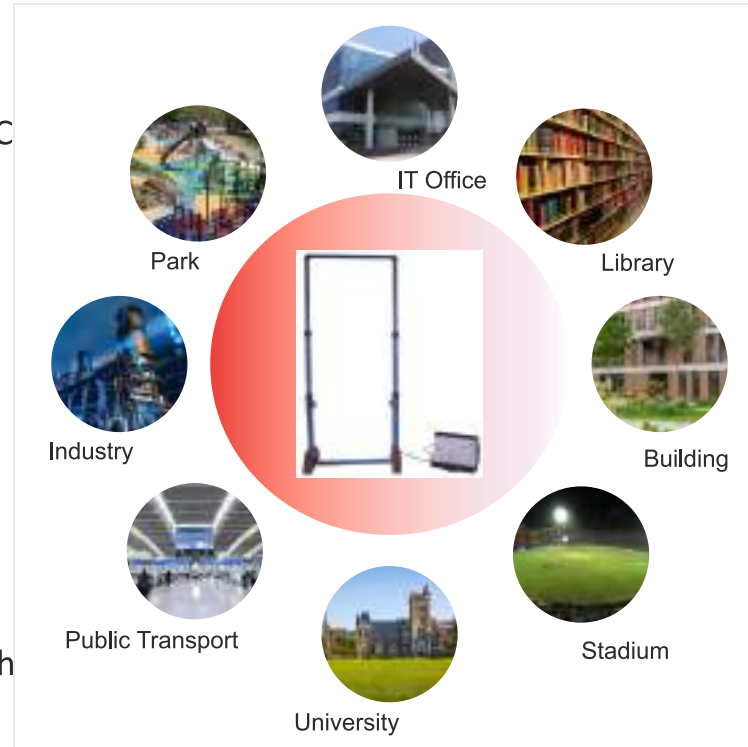 C
IT Office
Park
Library
Industry
Building
Public Transport
Stadium
h
University